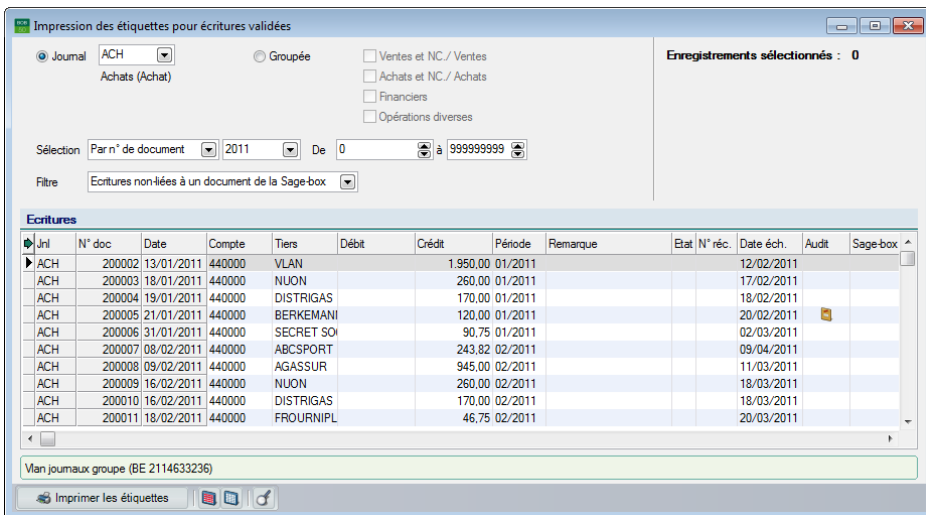 Impression des étiquettes pour écritures validées
Journal ACH Groupée Ventes et NC./ Ventes Enregistrements sélectionnés : 0
Achats (Achat) Achats et NC./ Achats
Financiers
Opérations diverses
Sélection Par n° de document 2011 De 0 à 999999999
Filtre Ecritures non-liées à un document de la Sage-box
Ecritures
Jnl N° doc Date Compte Tiers Débit Crédit Période Remarque Etat N° réc. Date éch. Audit Sage-box
ACH 200002 13/01/2011 440000 VLAN 1.950,00 01/2011 12/02/2011
ACH 200003 18/01/2011 440000 NUON 260,00 01/2011 17/02/2011
ACH 200004 19/01/2011 440000 DISTRIGAS 170,00 01/2011 18/02/2011
ACH 200005 21/01/2011 440000 BERKEMAN 120,00 01/2011 20/02/2011
ACH 200006 31/01/2011 440000 SECRET SO 90,75 01/2011 02/03/2011
ACH 200007 08/02/2011 440000 ABCSPORT 243,82 02/2011 09/04/2011
ACH 200008 09/02/2011 440000 AGASSUR 945,00 02/2011 11/03/2011
ACH 200009 16/02/2011 440000 NUON 260,00 02/2011 18/03/2011
ACH 200010 16/02/2011 440000 DISTRIGAS 170,00 02/2011 18/03/2011
ACH 200011 18/02/2011 440000 FROURNIPL 46,75 02/2011 20/03/2011
Vlan journaux groupe (BE 2114633236)
Imprimer les étiquettes